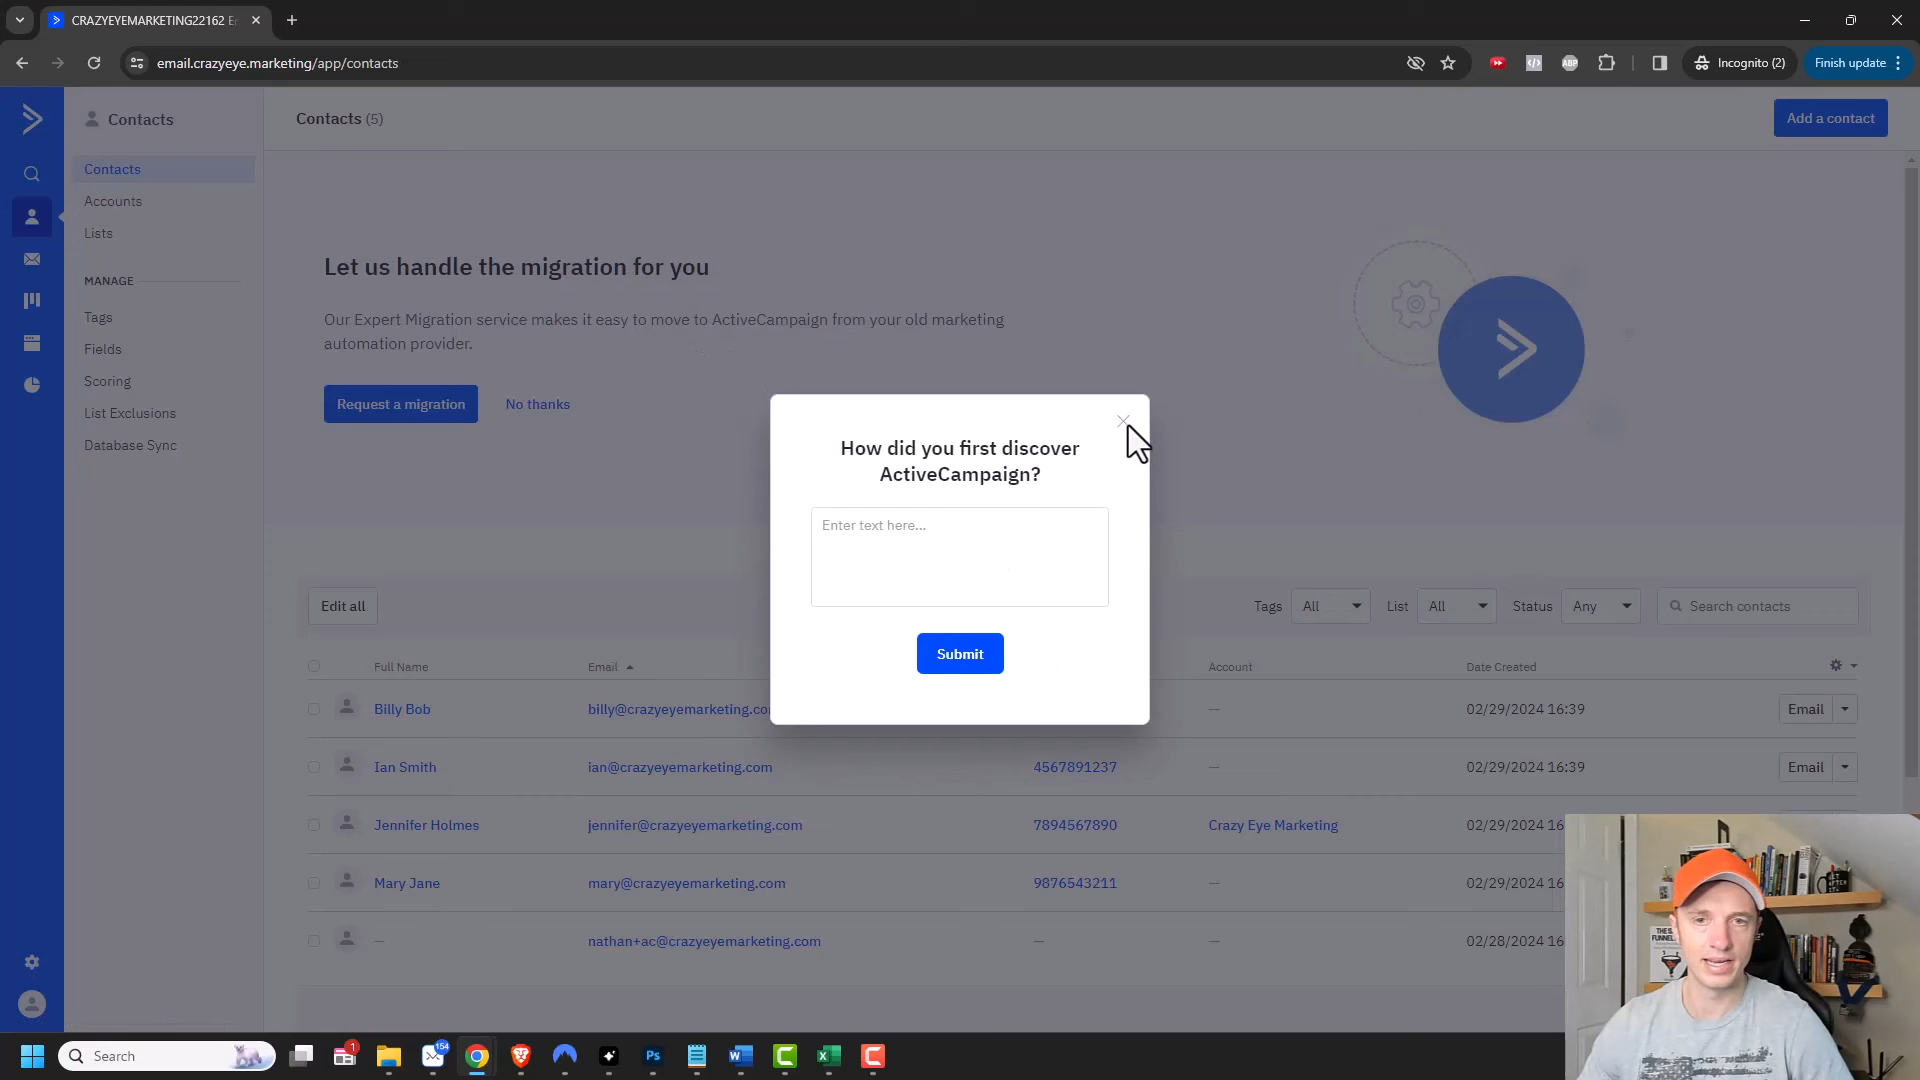 CRAZYEYEMARKETING22162 E
email.crazyeye.marketing/app/contacts
ABP
Incognito (2)
Finish update
Contacts
Contacts (5)
Add a contact
Contacts
Accounts
Lists
MANAGE
Tags
Fields
Scoring
List Exclusions
Database Sync
Let us handle the migration for you
Our Expert Migration service makes it easy to move to ActiveCampaign from your old marketing
automation provider.
Request a migration
No thanks
How did you first discover
ActiveCampaign?
Enter text here...
Submit
Edit all
Tags All List All Status Any Search contacts
Full Name Email Account Date Created
Billy Bob billy@crazyeyemarketing.co — 02/29/2024 16:39 Email
Ian Smith ian@crazyeyemarketing.com 4567891237 — 02/29/2024 16:39 Email
Jennifer Holmes jennifer@crazyeyemarketing.com 7894567890 Crazy Eye Marketing 02/29/2024 16
Mary Jane mary@crazyeyemarketing.com 9876543211 — 02/29/2024 16
— nathan+ac@crazyeyemarketing.com — — 02/28/2024 16
Search
1
154
Ps